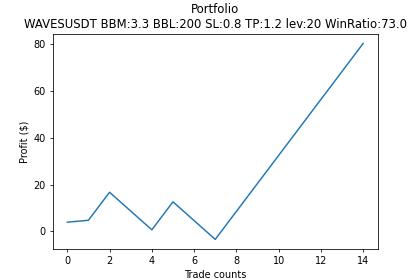 Portfolio
WAVESUSDT BBM:3.3 BBL:200 SL:0.8 TP:1.2 lev:20 WinRatio:73.0
80
60
40
20
0
Profit ($)
0 2 4 6 8 10 12 14
Trade counts